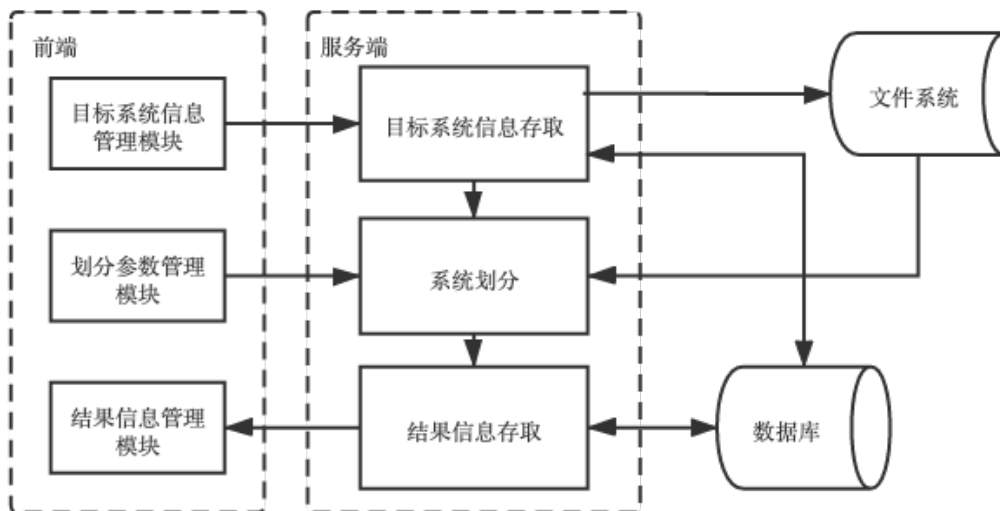 前端
服务端
目标系统信息
管理模块
目标系统信息存取
文件系统
划分参数管理
模块
系统划分
结果信息管理
模块
结果信息存取
数据库